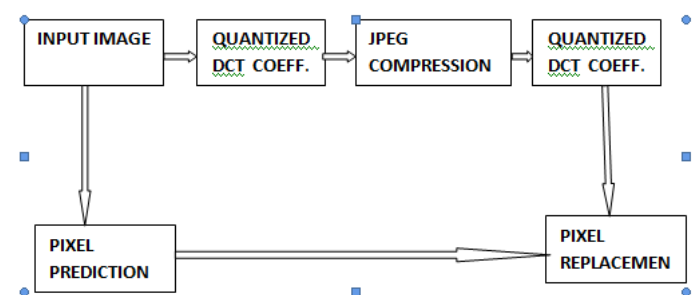 INPUT IMAGE
QUANTIZED
DCT COEFF.
JPEG
COMPRESSION
QUANTIZED
DCT COEFF.
PIXEL
PREDICTION
PIXEL
REPLACEMEN